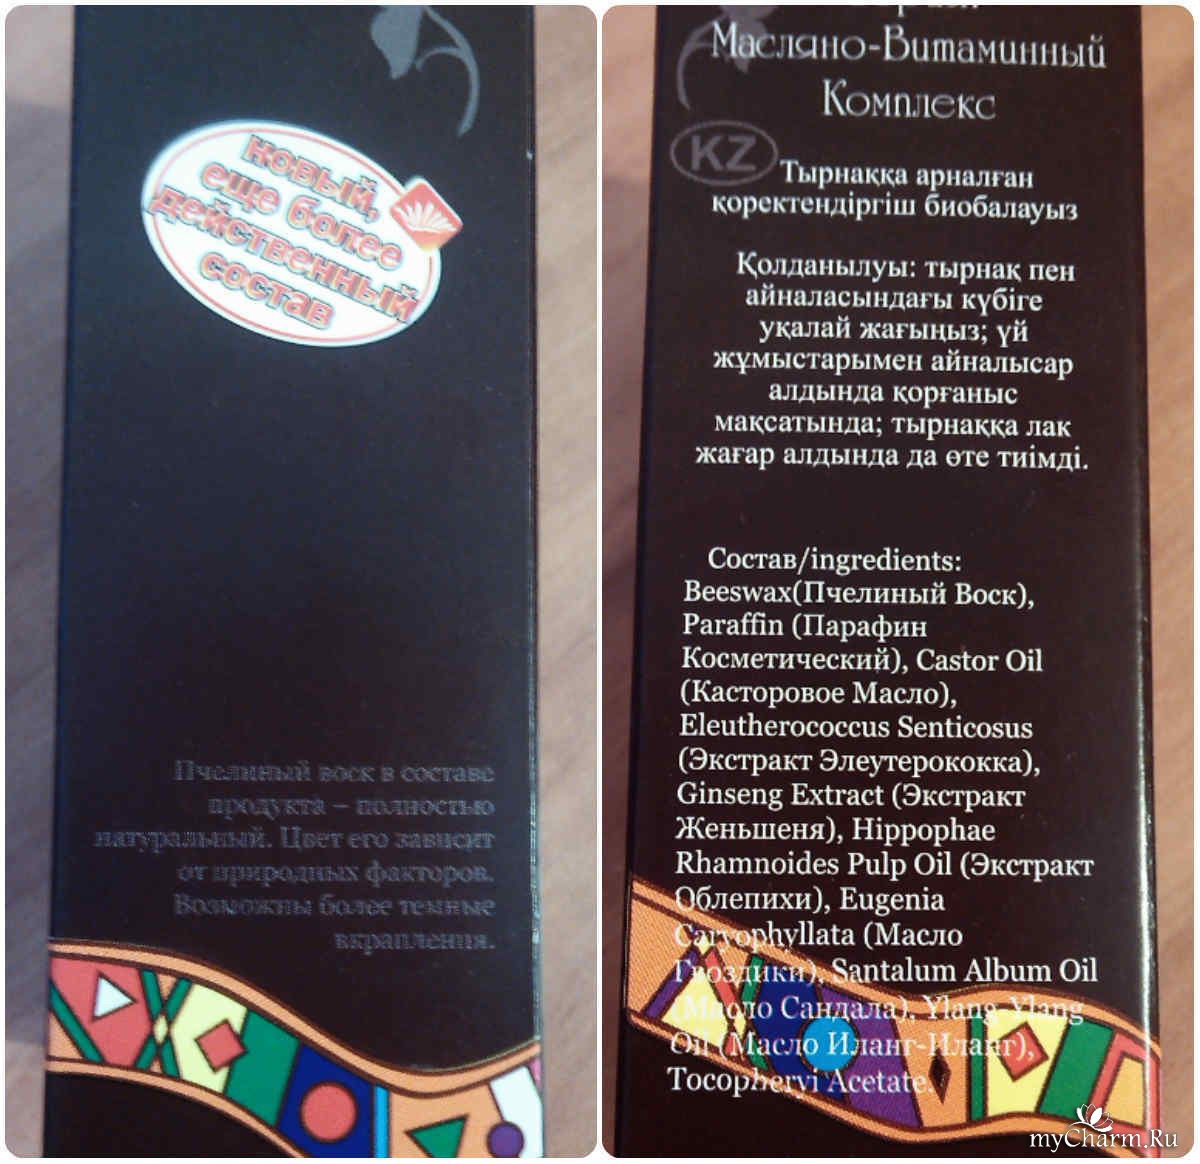 новый,
еще более
действенный
состав
Пчелиный воск в составе
продукта – полностью
натуральный. Цвет его зависит
от природных факторов.
Возможны более темные
вкрапления.
Масляно-Витаминный
Комплекс
KZ
Тырнаққа арналған
қоректендіргіш биобалауыз
Қолданылуы: тырнақ пен
айналасындағы күбіге
уқалай жағыңыз; үй
жұмыстарымен айналысар
алдында қорғаныс
мақсатында; тырнаққа лак
жағар алдында да өте тиімді.
Состав/ingredients:
Beeswax(Пчелиный Воск),
Paraffin (Парафин
Косметический), Castor Oil
(Касторовое Масло),
Eleutherococcus Senticosus
(Экстракт Элеутерококка),
Ginseng Extract (Экстракт
Женьшеня), Hippophae
Rhamnoides Pulp Oil (Экстракт
Облепихи), Eugenia
Caryophyllata (Масло
Гвоздики), Santalum Album Oil
(Масло Сандала), Ylang-Ylang
Oil (Масло Иланг-Иланг),
Tocopheryi Acetate.
myCharm.Ru